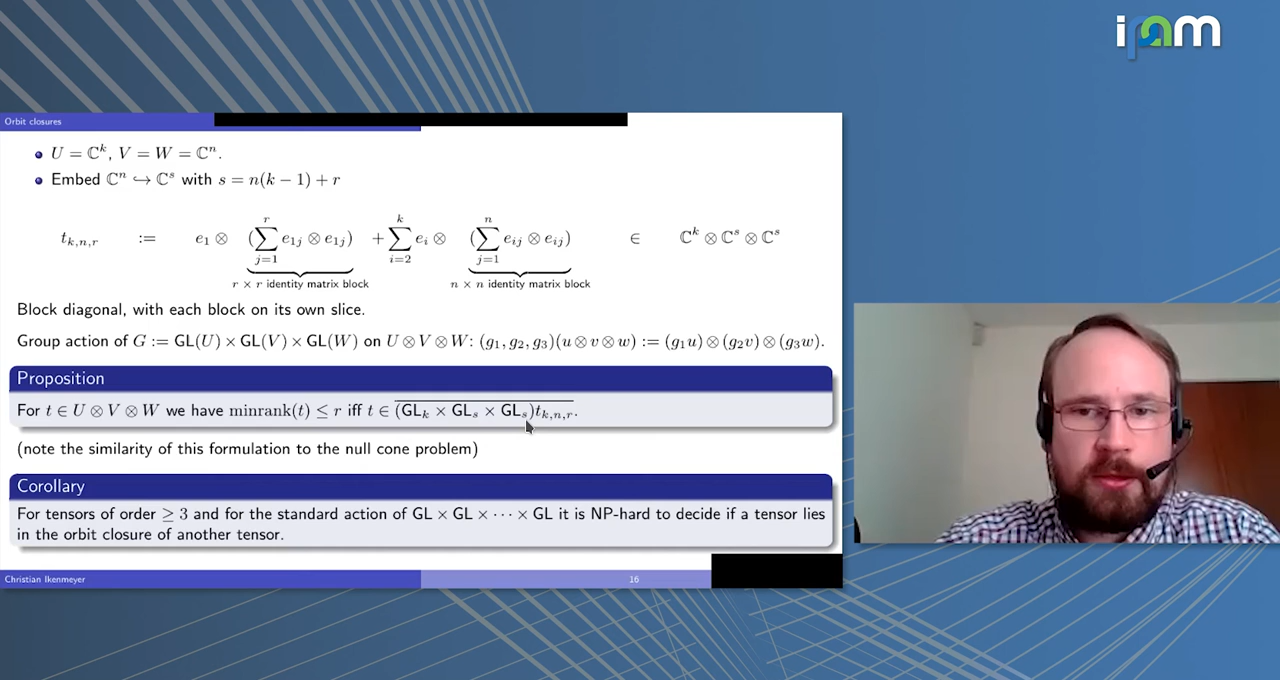 ipam
Orbit closures
U = ℂ^k, V = W = ℂ^n.
Embed ℂ^n ↪ ℂ^s with s = n(k − 1) + r
t_{k,n,r} := e_1 ⊗ (∑_{j=1}^{r} e_{1j} ⊗ e_{1j}) + ∑_{i=2}^{k} e_i ⊗ (∑_{j=1}^{n} e_{ij} ⊗ e_{ij}) ∈ ℂ^k ⊗ ℂ^s ⊗ ℂ^s
r × r identity matrix block n × n identity matrix block
Block diagonal, with each block on its own slice.
Group action of G := GL(U) × GL(V) × GL(W) on U ⊗ V ⊗ W: (g_1, g_2, g_3)(u ⊗ v ⊗ w) := (g_1u) ⊗ (g_2v) ⊗ (g_3w).
Proposition
For t ∈ U ⊗ V ⊗ W we have minrank(t) ≤ r iff t ∈ \overline{(GL_k × GL_s × GL_s)t_{k,n,r}}.
(note the similarity of this formulation to the null cone problem)
Corollary
For tensors of order ≥ 3 and for the standard action of GL × GL × ⋯ × GL it is NP-hard to decide if a tensor lies
in the orbit closure of another tensor.
Christian Ikenmeyer 16